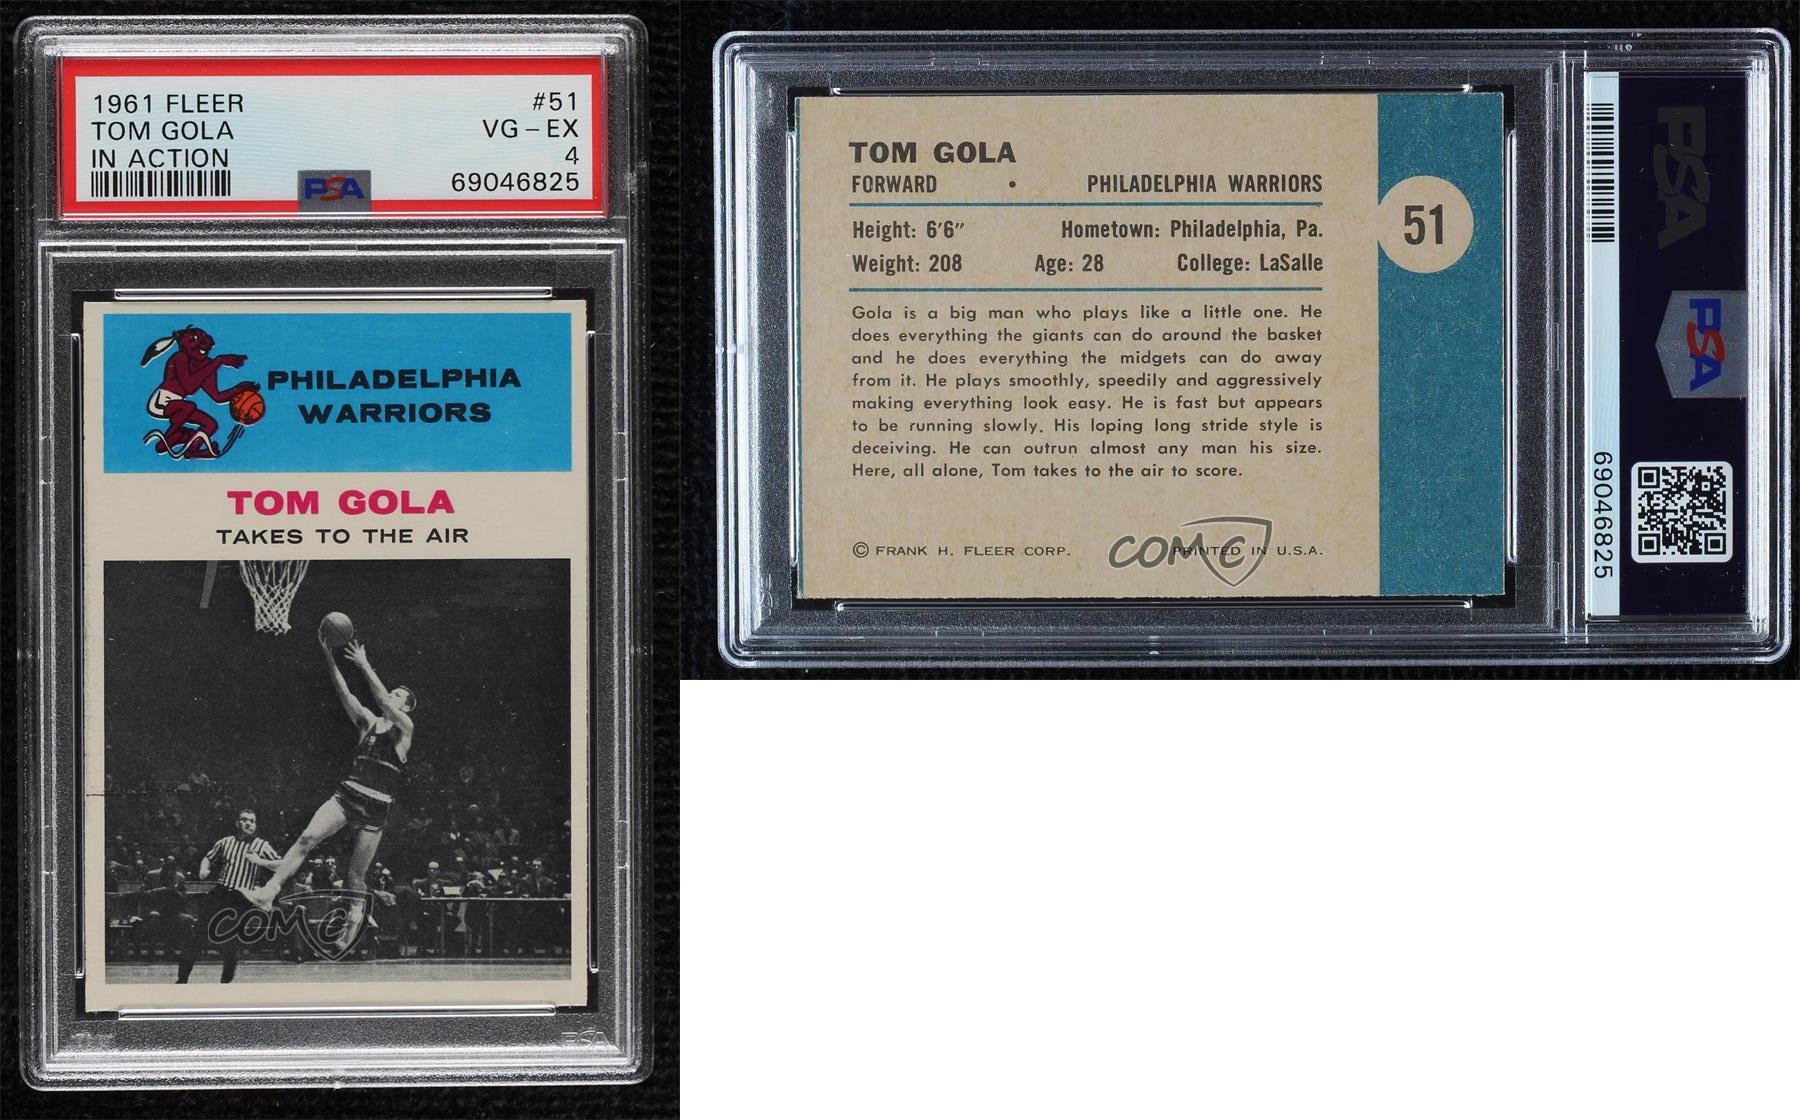 1961 FLEER #51
TOM GOLA VG - EX
IN ACTION 4
PSA 69046825
PHILADELPHIA
WARRIORS
TOM GOLA
TAKES TO THE AIR
COMC
TOM GOLA
FORWARD • PHILADELPHIA WARRIORS
Height: 6'6" Hometown: Philadelphia, Pa.
Weight: 208 Age: 28 College: LaSalle
51
Gola is a big man who plays like a little one. He
does everything the giants can do around the basket
and he does everything the midgets can do away
from it. He plays smoothly, speedily and aggressively
making everything look easy. He is fast but appears
to be running slowly. His loping long stride style is
deceiving. He can outrun almost any man his size.
Here, all alone, Tom takes to the air to score.
© FRANK H. FLEER CORP. PRINTED IN U.S.A.
COMC
PSA
PSA
69046825